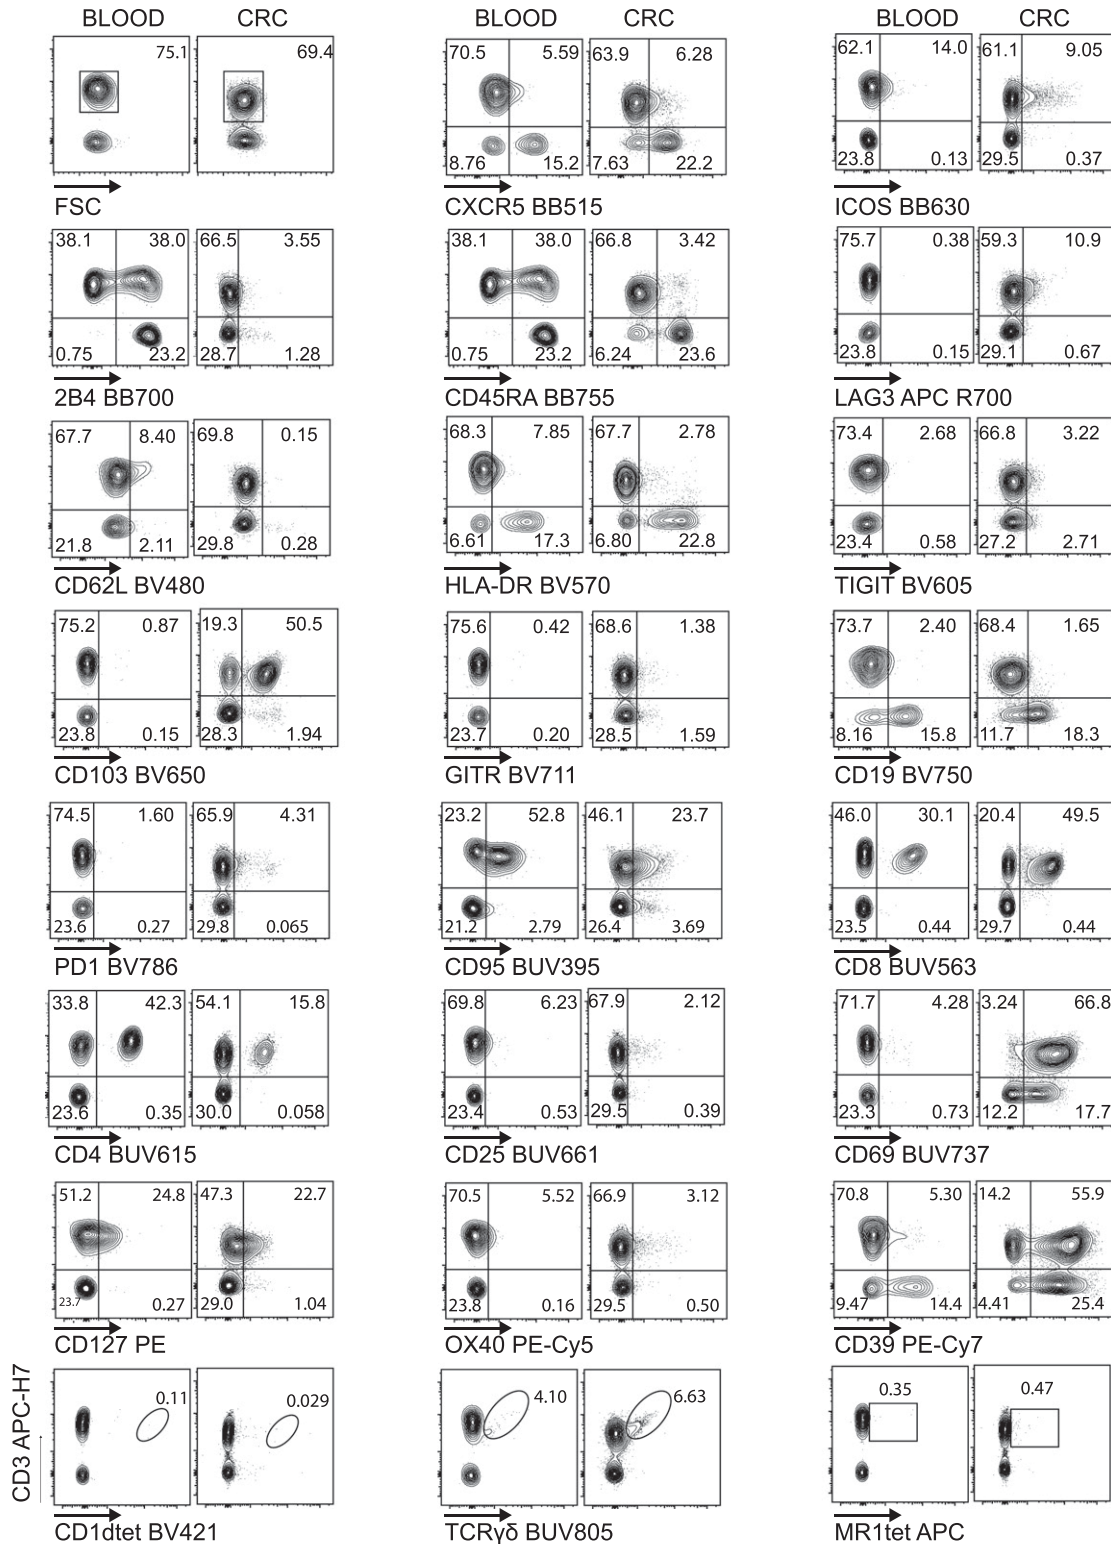 BLOOD CRC BLOOD CRC BLOOD CRC
75.1 69.4 70.5 5.59 63.9 6.28 62.1 14.0 61.1 9.05
8.76 15.2 7.63 22.2 23.8 0.13 29.5 0.37
FSC CXCR5 BB515 ICOS BB630
38.1 38.0 66.5 3.55 38.1 38.0 66.8 3.42 75.7 0.38 59.3 10.9
0.75 23.2 28.7 1.28 0.75 23.2 6.24 23.6 23.8 0.15 29.1 0.67
2B4 BB700 CD45RA BB755 LAG3 APC R700
67.7 8.40 69.8 0.15 68.3 7.85 67.7 2.78 73.4 2.68 66.8 3.22
21.8 2.11 29.8 0.28 6.61 17.3 6.80 22.8 23.4 0.58 27.2 2.71
CD62L BV480 HLA-DR BV570 TIGIT BV605
75.2 0.87 19.3 50.5 75.6 0.42 68.6 1.38 73.7 2.40 68.4 1.65
23.8 0.15 28.3 1.94 23.7 0.20 28.5 1.59 8.16 15.8 11.7 18.3
CD103 BV650 GITR BV711 CD19 BV750
74.5 1.60 65.9 4.31 23.2 52.8 46.1 23.7 46.0 30.1 20.4 49.5
23.6 0.27 29.8 0.065 21.2 2.79 26.4 3.69 23.5 0.44 29.7 0.44
PD1 BV786 CD95 BUV395 CD8 BUV563
33.8 42.3 54.1 15.8 69.8 6.23 67.9 2.12 71.7 4.28 3.24 66.8
23.6 0.35 30.0 0.058 23.4 0.53 29.5 0.39 23.3 0.73 12.2 17.7
CD4 BUV615 CD25 BUV661 CD69 BUV737
51.2 24.8 47.3 22.7 70.5 5.52 66.9 3.12 70.8 5.30 14.2 55.9
23.7 0.27 29.0 1.04 23.8 0.16 29.5 0.50 9.47 14.4 4.41 25.4
CD127 PE OX40 PE-Cy5 CD39 PE-Cy7
CD3 APC-H7
0.11 0.029 4.10 6.63 0.35 0.47
CD1dtet BV421 TCRγδ BUV805 MR1tet APC